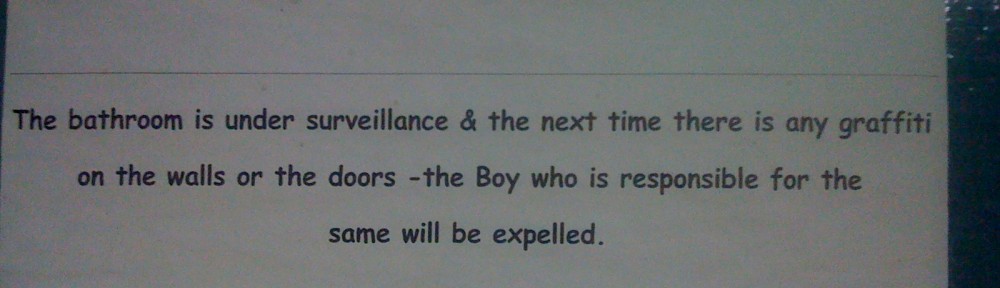 The bathroom is under surveillance & the next time there is any graffiti
on the walls or the doors -the Boy who is responsible for the
same will be expelled.